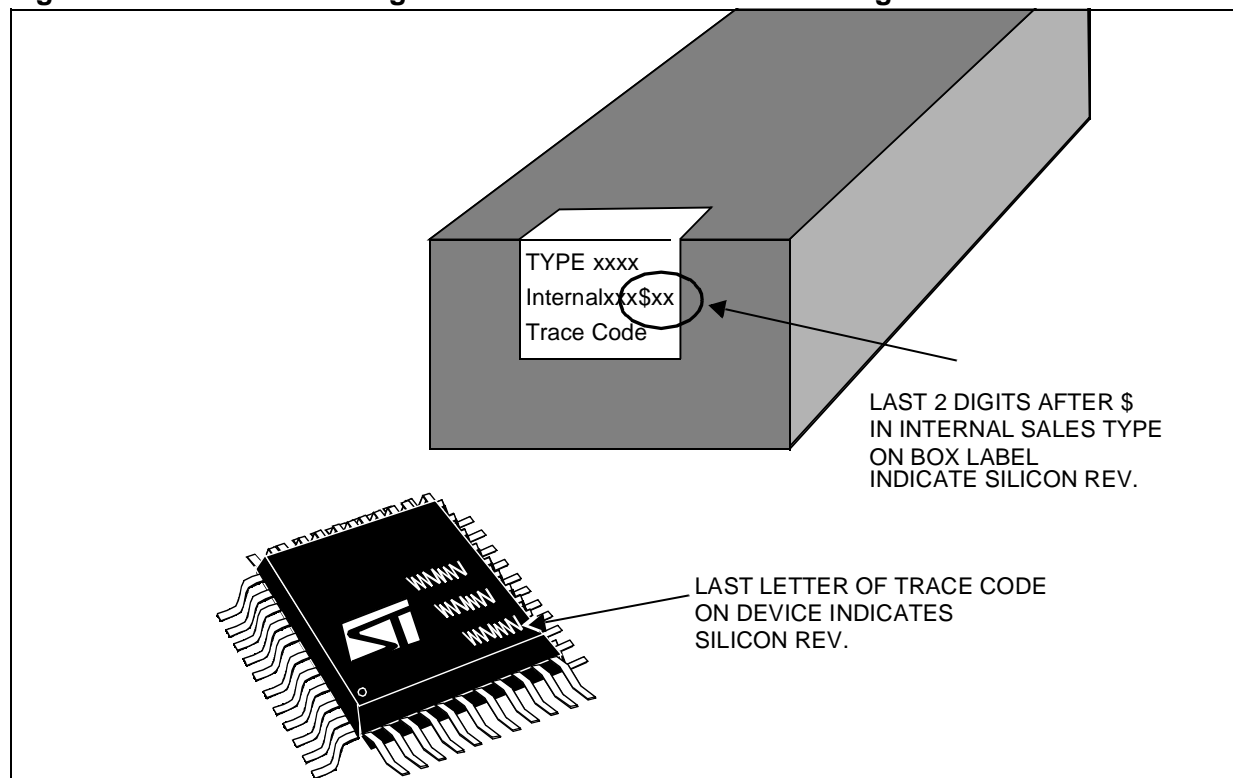 TYPE xxxx
Internalxxx$xx
Trace Code
LAST 2 DIGITS AFTER $
IN INTERNAL SALES TYPE
ON BOX LABEL
INDICATE SILICON REV.
LAST LETTER OF TRACE CODE
ON DEVICE INDICATES
SILICON REV.
ST